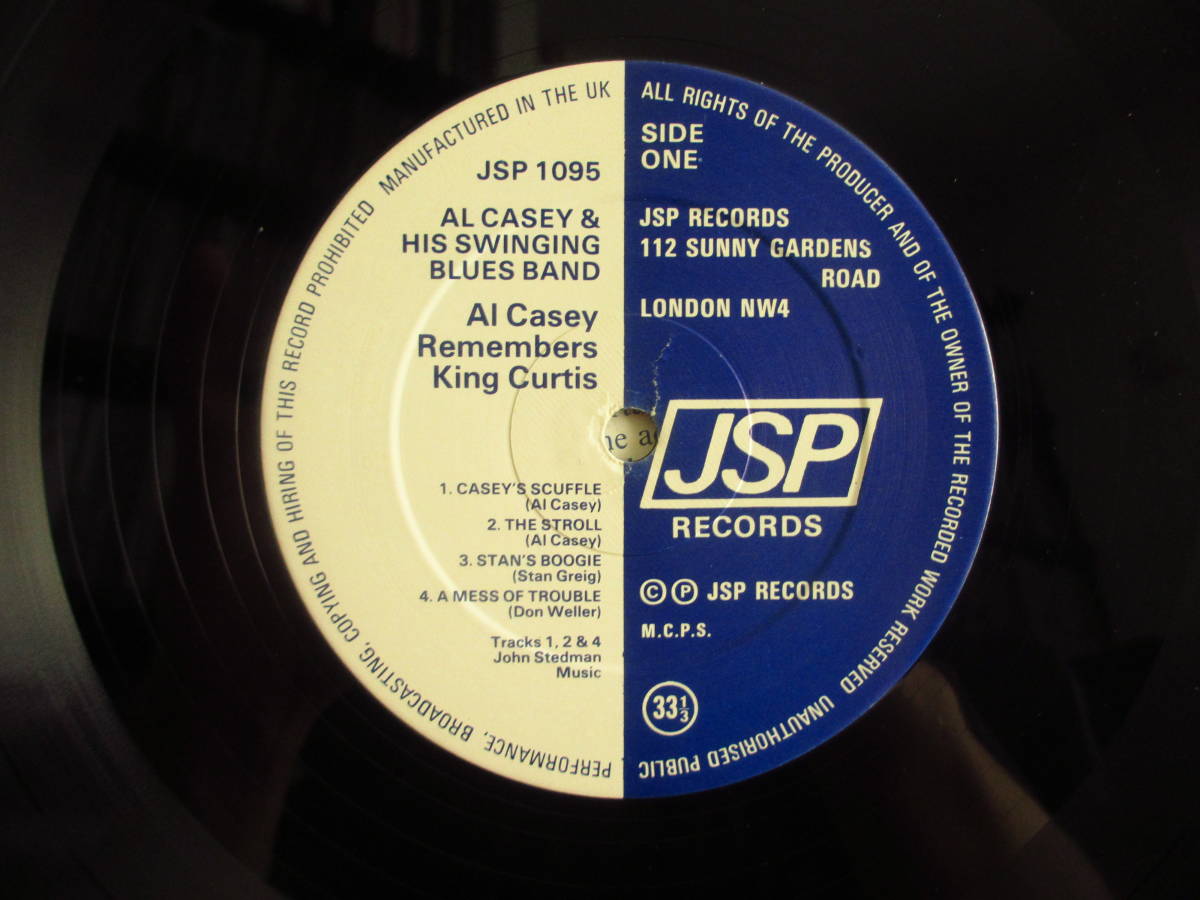 ALL RIGHTS OF THE PRODUCER AND OF THE OWNER OF THE RECORDED WORK RESERVED UNAUTHORISED PUBLIC PERFORMANCE, BROADCASTING, COPYING AND HIRING OF THIS RECORD PROHIBITED MANUFACTURED IN THE UK
JSP 1095
AL CASEY &
HIS SWINGING
BLUES BAND
Al Casey
Remembers
King Curtis
1. CASEY'S SCUFFLE
(Al Casey)
2. THE STROLL
(Al Casey)
3. STAN'S BOOGIE
(Stan Greig)
4. A MESS OF TROUBLE
(Don Weller)
Tracks 1, 2 & 4
John Stedman
Music
SIDE
ONE
JSP RECORDS
112 SUNNY GARDENS
ROAD
LONDON NW4
JSP
RECORDS
© ℗ JSP RECORDS
M.C.P.S.
33⅓